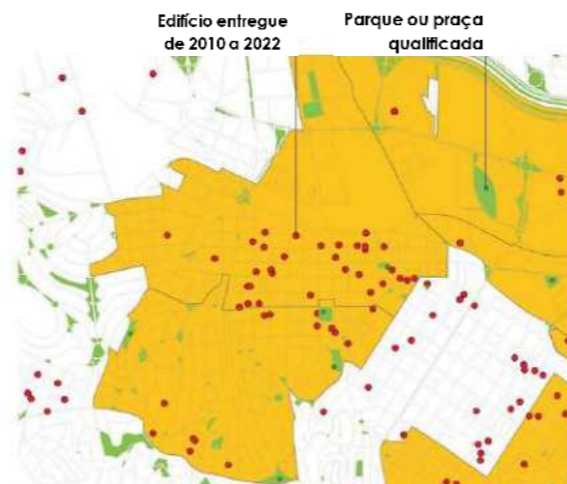 Edifício entregue
de 2010 a 2022
Parque ou praça
qualificada